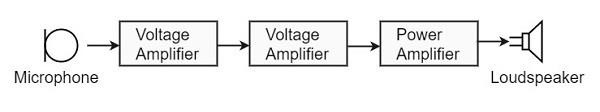 Voltage
Amplifier
Voltage
Amplifier
Power
Amplifier
Microphone
Loudspeaker